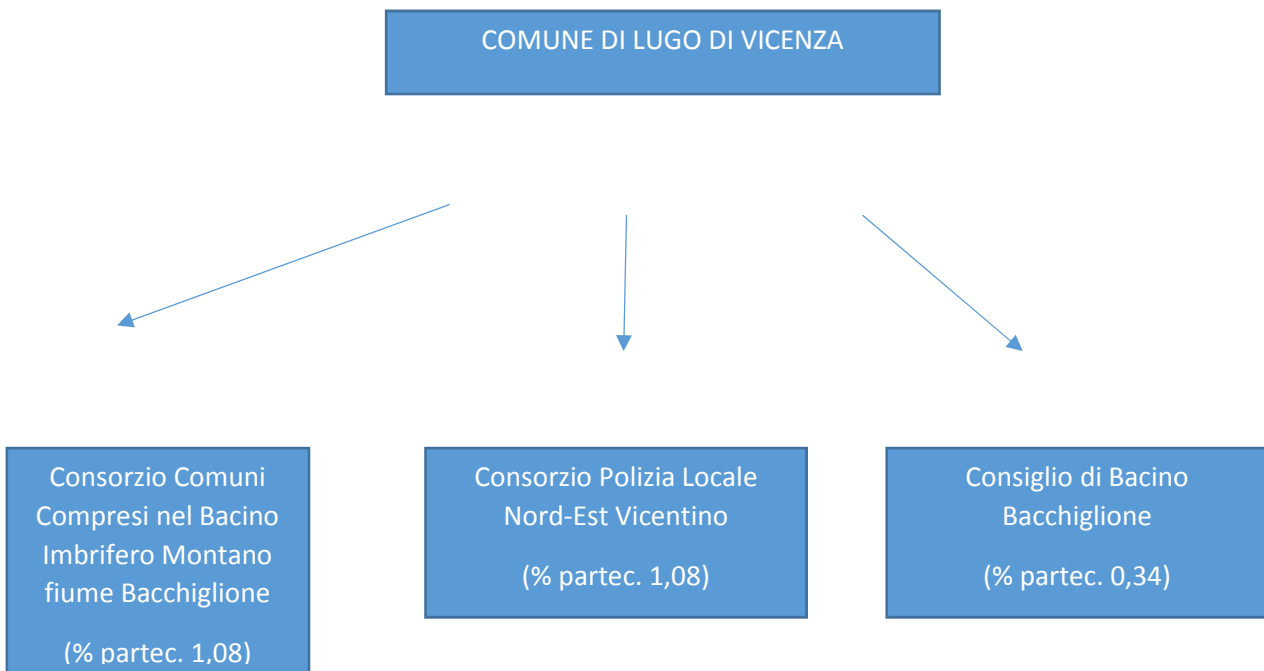 COMUNE DI LUGO DI VICENZA
Consorzio Comuni
Compresi nel Bacino
Imbrifero Montano
fiume Bacchiglione
(% partec. 1,08)
Consorzio Polizia Locale
Nord-Est Vicentino
(% partec. 1,08)
Consiglio di Bacino
Bacchiglione
(% partec. 0,34)